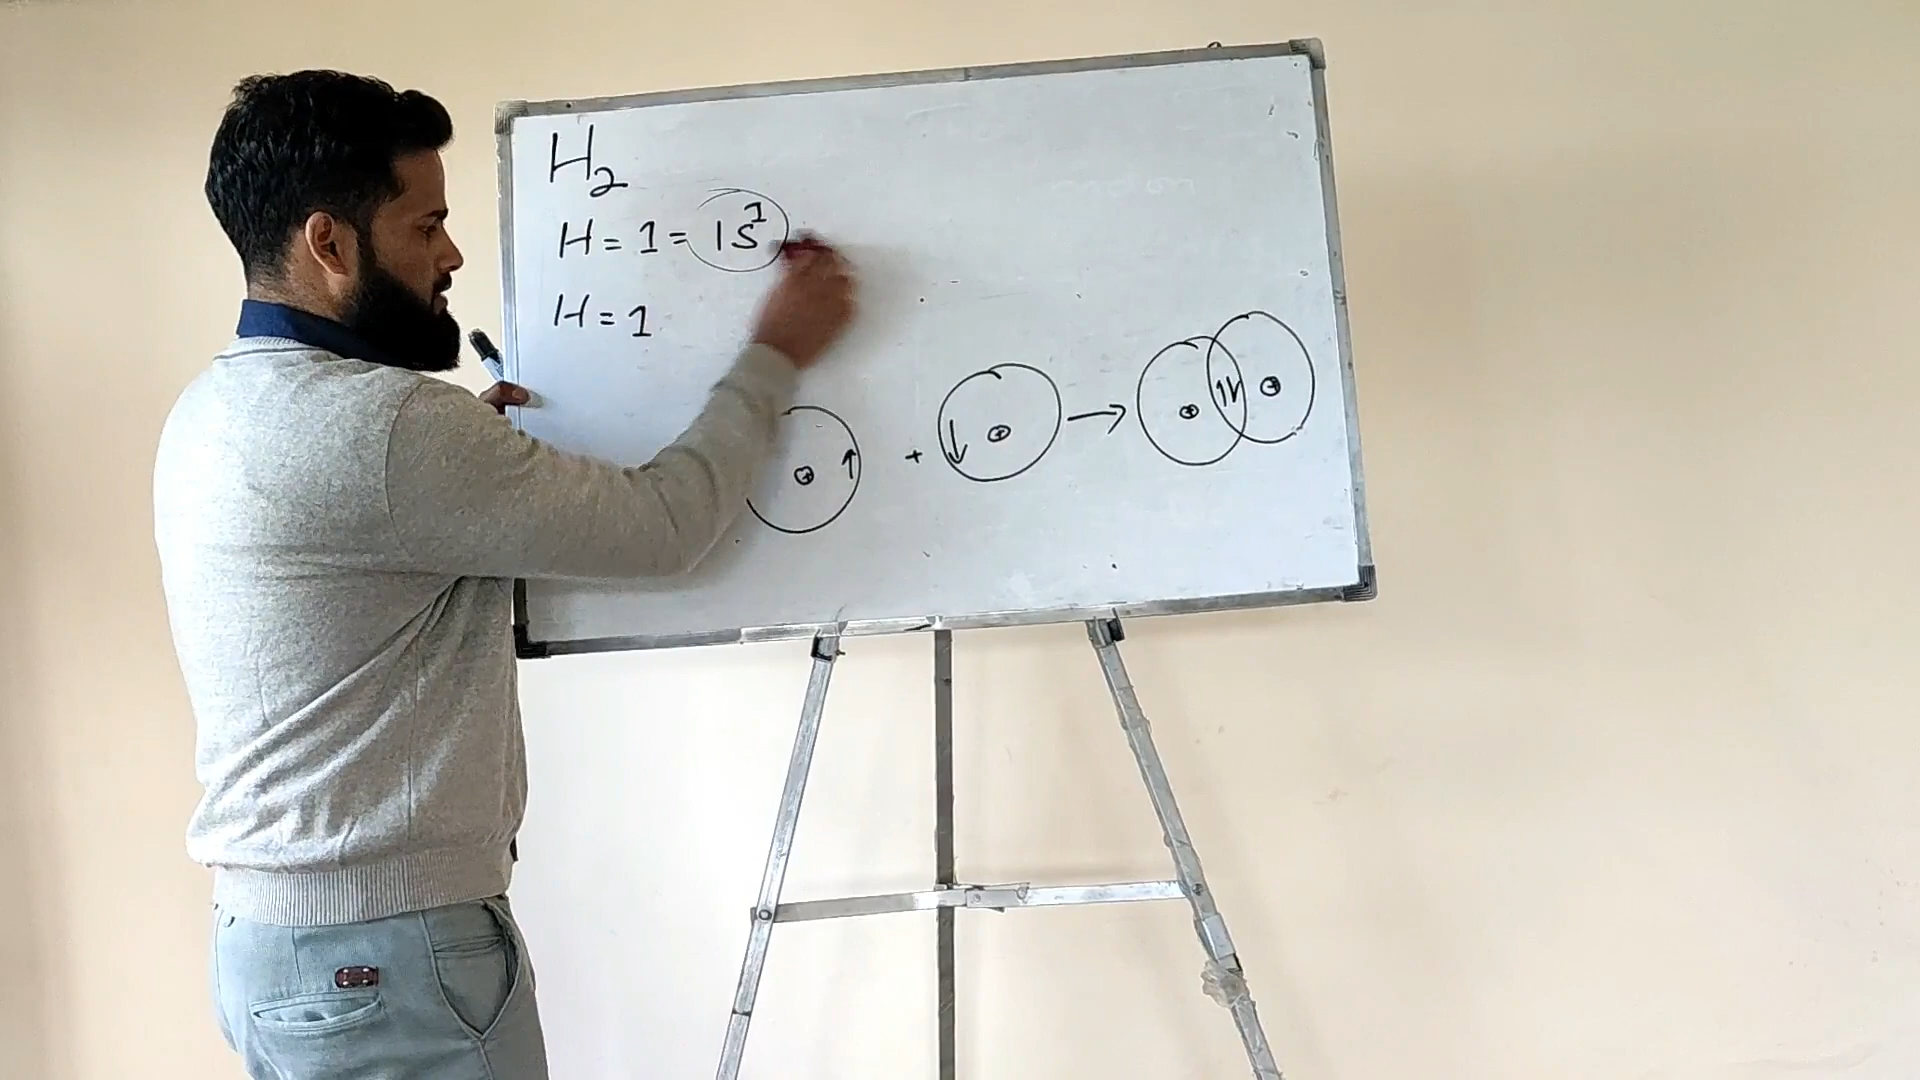 H₂
H = 1 = 1S¹
H = 1
+ →